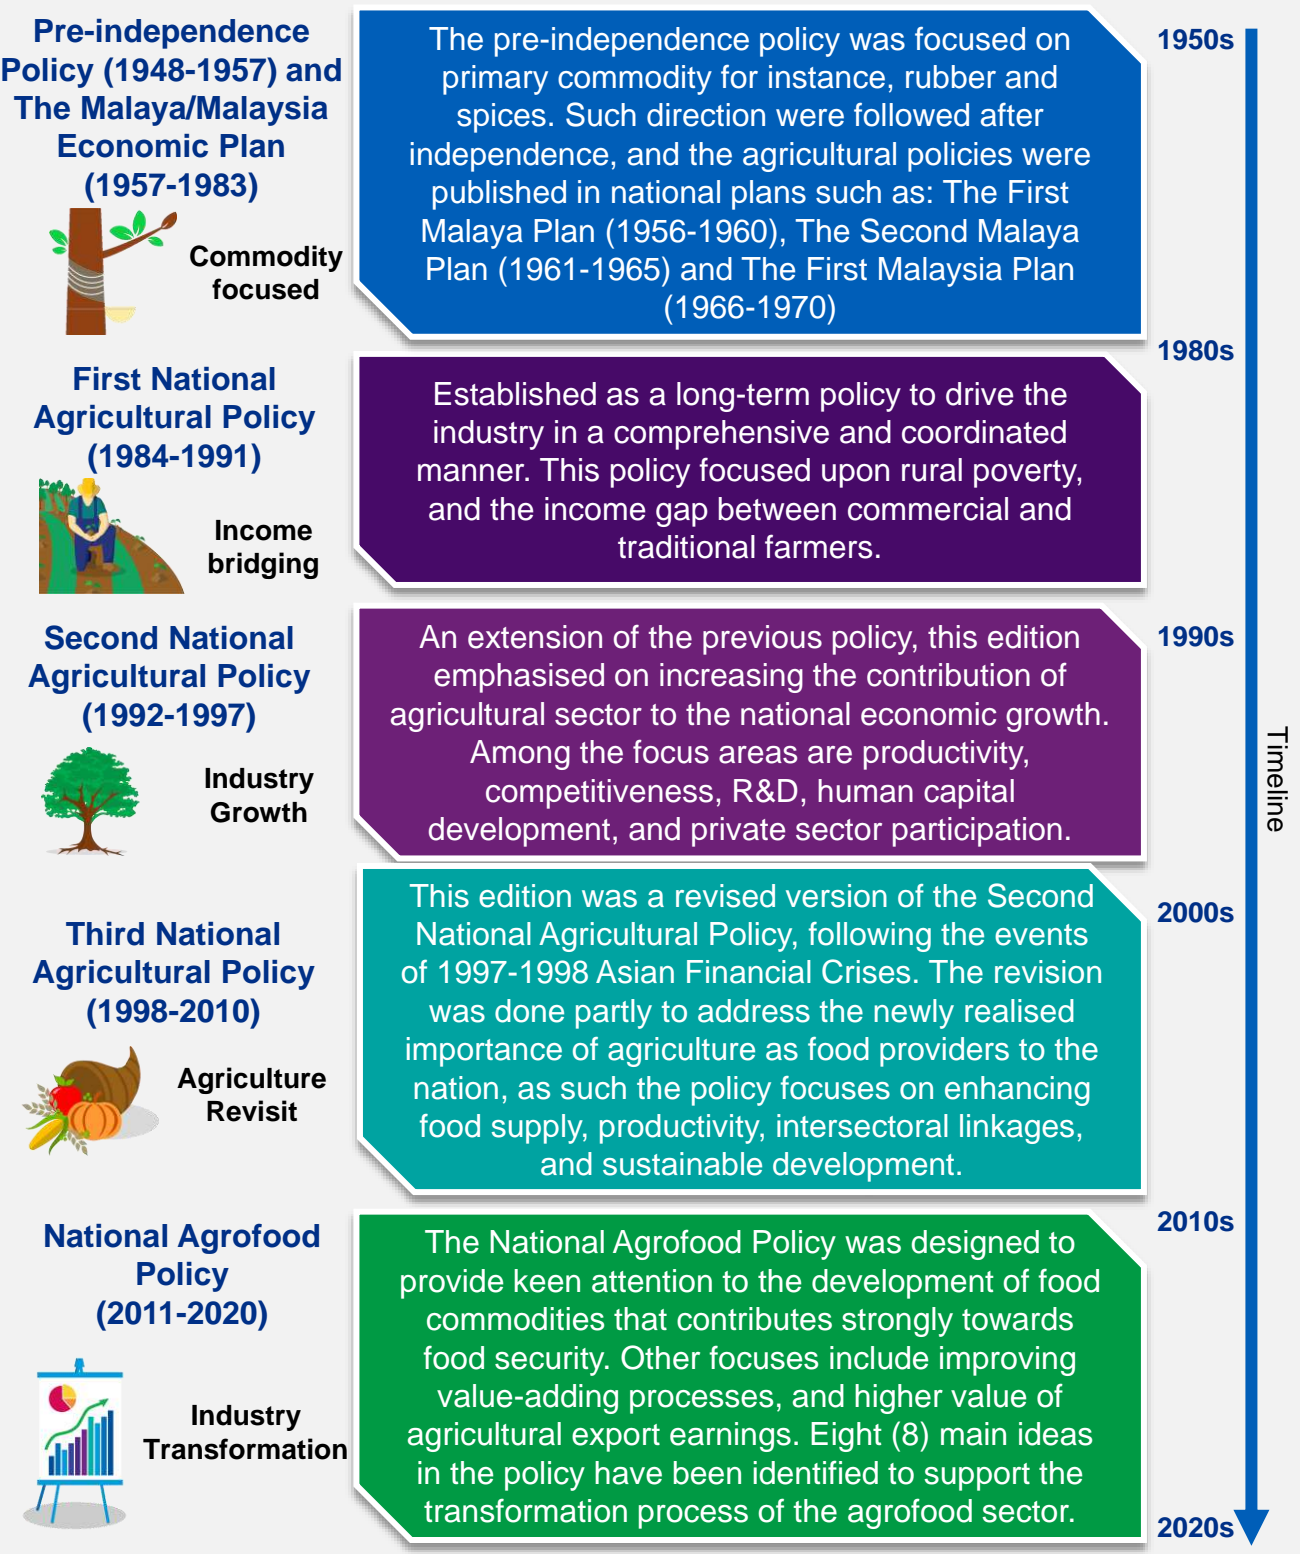 Pre-independence
Policy (1948-1957) and
The Malaya/Malaysia
Economic Plan
(1957-1983)
Commodity
focused
The pre-independence policy was focused on
primary commodity for instance, rubber and
spices. Such direction were followed after
independence, and the agricultural policies were
published in national plans such as: The First
Malaya Plan (1956-1960), The Second Malaya
Plan (1961-1965) and The First Malaysia Plan
(1966-1970)
1950s
1980s
First National
Agricultural Policy
(1984-1991)
Income
bridging
Established as a long-term policy to drive the
industry in a comprehensive and coordinated
manner. This policy focused upon rural poverty,
and the income gap between commercial and
traditional farmers.
Second National
Agricultural Policy
(1992-1997)
Industry
Growth
An extension of the previous policy, this edition
emphasised on increasing the contribution of
agricultural sector to the national economic growth.
Among the focus areas are productivity,
competitiveness, R&D, human capital
development, and private sector participation.
1990s
Timeline
Third National
Agricultural Policy
(1998-2010)
Agriculture
Revisit
This edition was a revised version of the Second
National Agricultural Policy, following the events
of 1997-1998 Asian Financial Crises. The revision
was done partly to address the newly realised
importance of agriculture as food providers to the
nation, as such the policy focuses on enhancing
food supply, productivity, intersectoral linkages,
and sustainable development.
2000s
National Agrofood
Policy
(2011-2020)
Industry
Transformation
The National Agrofood Policy was designed to
provide keen attention to the development of food
commodities that contributes strongly towards
food security. Other focuses include improving
value-adding processes, and higher value of
agricultural export earnings. Eight (8) main ideas
in the policy have been identified to support the
transformation process of the agrofood sector.
2010s
2020s